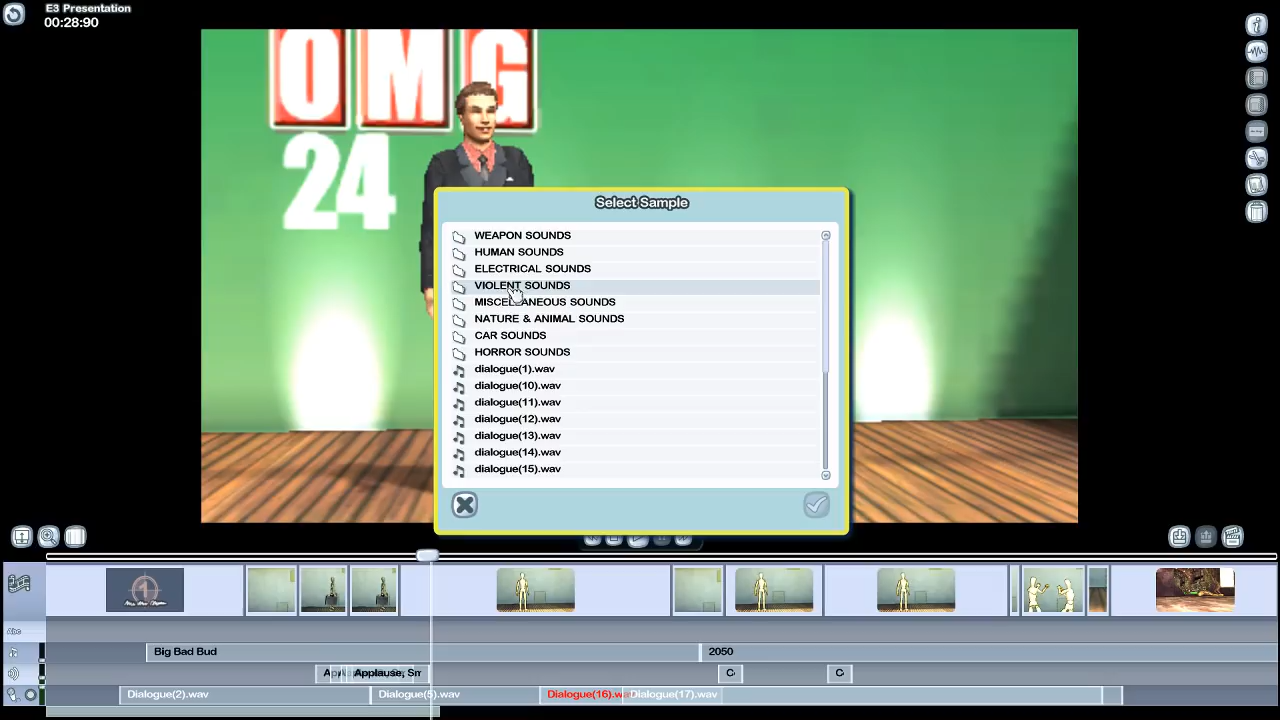 E3 Presentation
00:28:90
OMG
24
Select Sample
WEAPON SOUNDS
HUMAN SOUNDS
ELECTRICAL SOUNDS
VIOLENT SOUNDS
MISCELLANEOUS SOUNDS
NATURE & ANIMAL SOUNDS
CAR SOUNDS
HORROR SOUNDS
dialogue(1).wav
dialogue(10).wav
dialogue(11).wav
dialogue(12).wav
dialogue(13).wav
dialogue(14).wav
dialogue(15).wav
Abc
Big Bad Bud 2050
Applause, Sm
Dialogue(2).wav Dialogue(5).wav Dialogue(16).wa Dialogue(17).wav